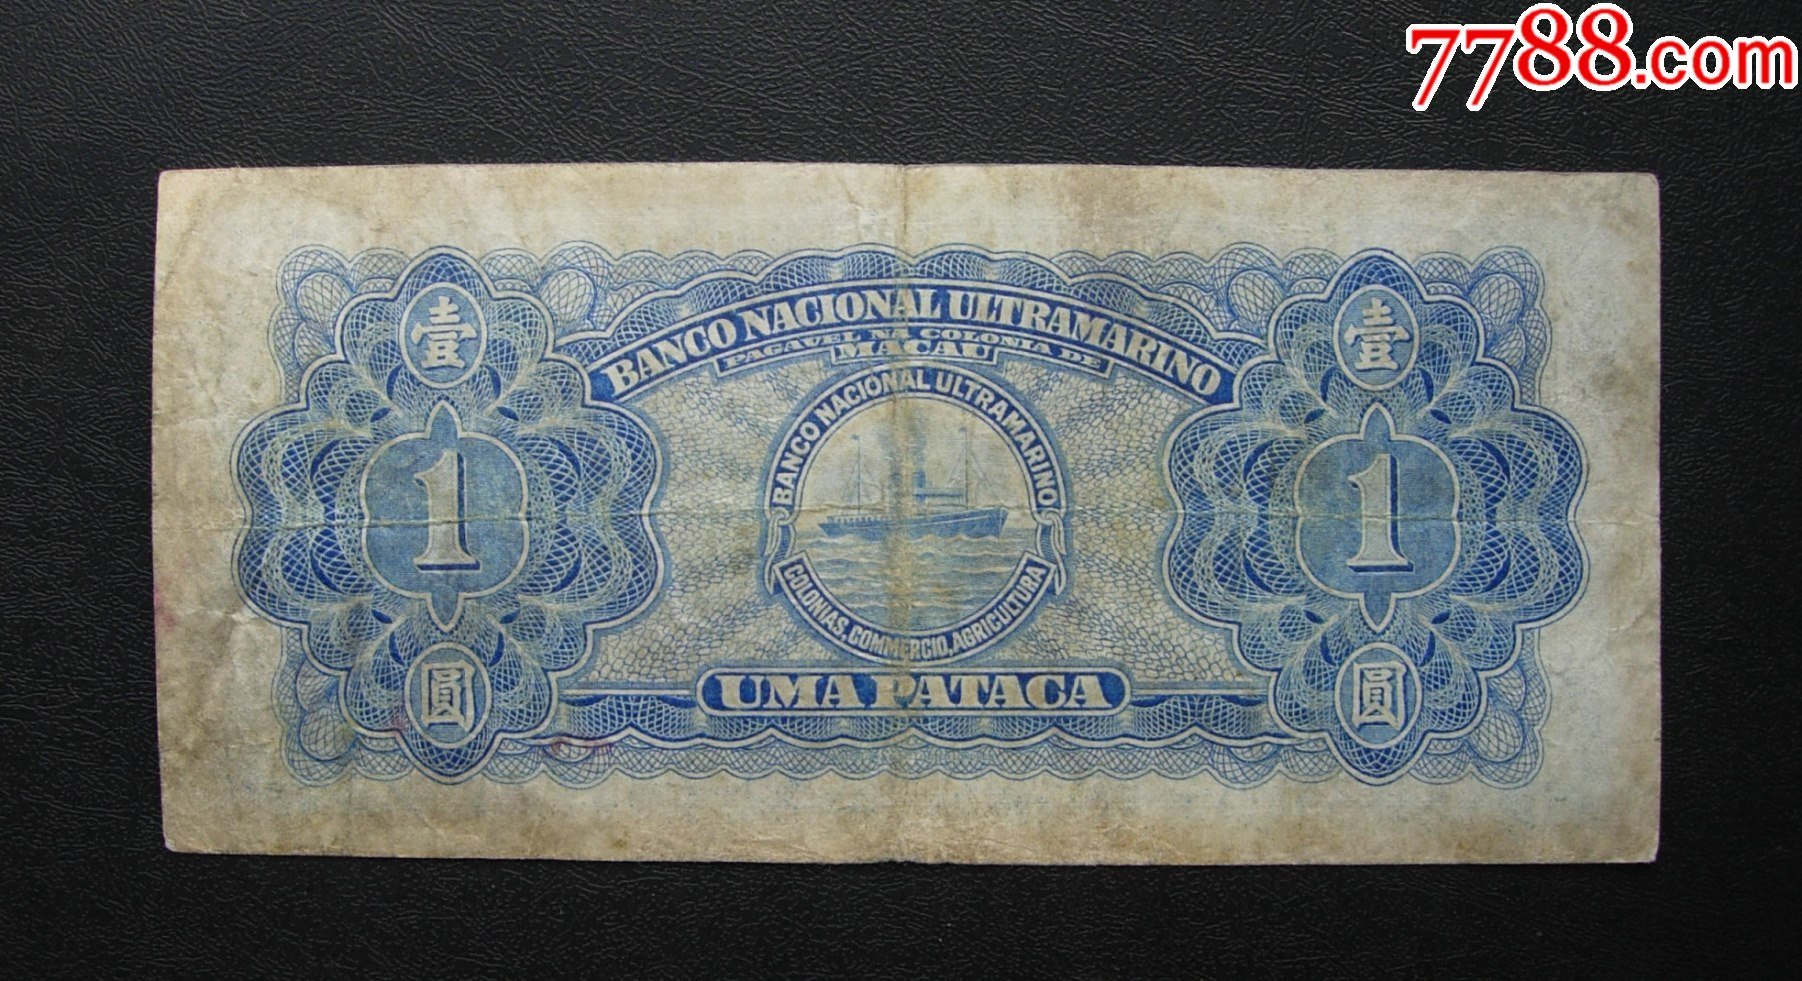 7788.com
BANCO NACIONAL ULTRAMARINO
PAGAVEL NA COLONIA DE
MACAU
壹
壹
BANCO NACIONAL ULTRAMARINO
1
1
COLONIAS, COMMERCIO, AGRICULTURA
圓
圓
UMA PATACA